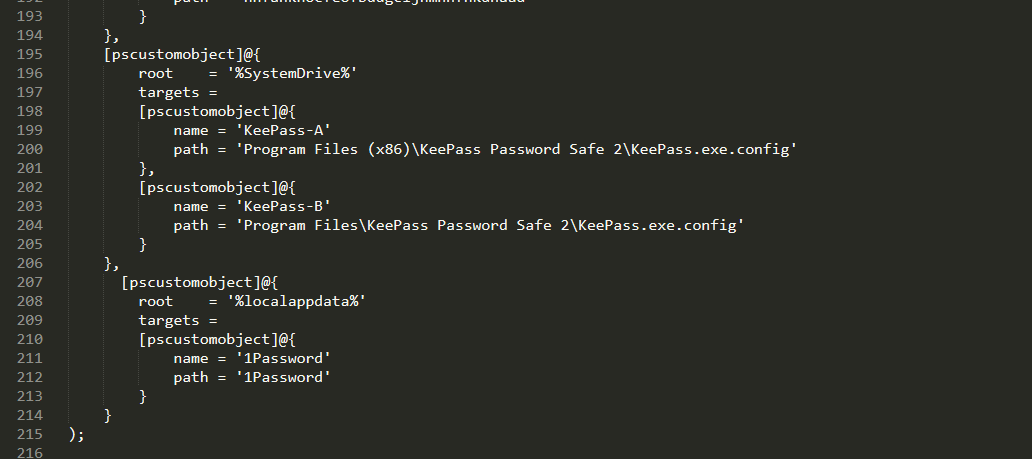 193 }
194 },
195 [pscustomobject]@{
196 root    = '%SystemDrive%'
197 targets =
198 [pscustomobject]@{
199 name = 'KeePass-A'
200 path = 'Program Files (x86)\KeePass Password Safe 2\KeePass.exe.config'
201 },
202 [pscustomobject]@{
203 name = 'KeePass-B'
204 path = 'Program Files\KeePass Password Safe 2\KeePass.exe.config'
205 }
206 },
207 [pscustomobject]@{
208 root    = '%localappdata%'
209 targets =
210 [pscustomobject]@{
211 name = '1Password'
212 path = '1Password'
213 }
214 }
215 );
216